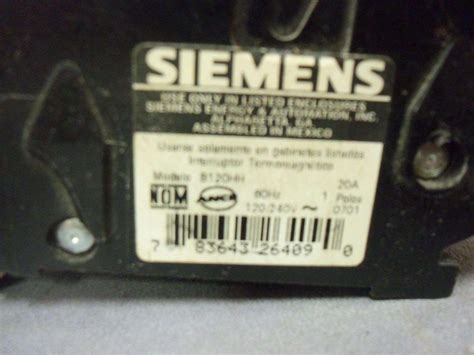 SIEMENS
USE ONLY IN LISTED ENCLOSURES
SIEMENS ENERGY & AUTOMATION, INC.
ALPHARETTA, GA
ASSEMBLED IN MEXICO
Usarse solamente en gabinetes listados
Interruptor Termomagnetico
Modelo: B120HH 20A
NOM ANCE 60Hz 1 Polos
120/240V ~ 0701
7 83643 26409 0